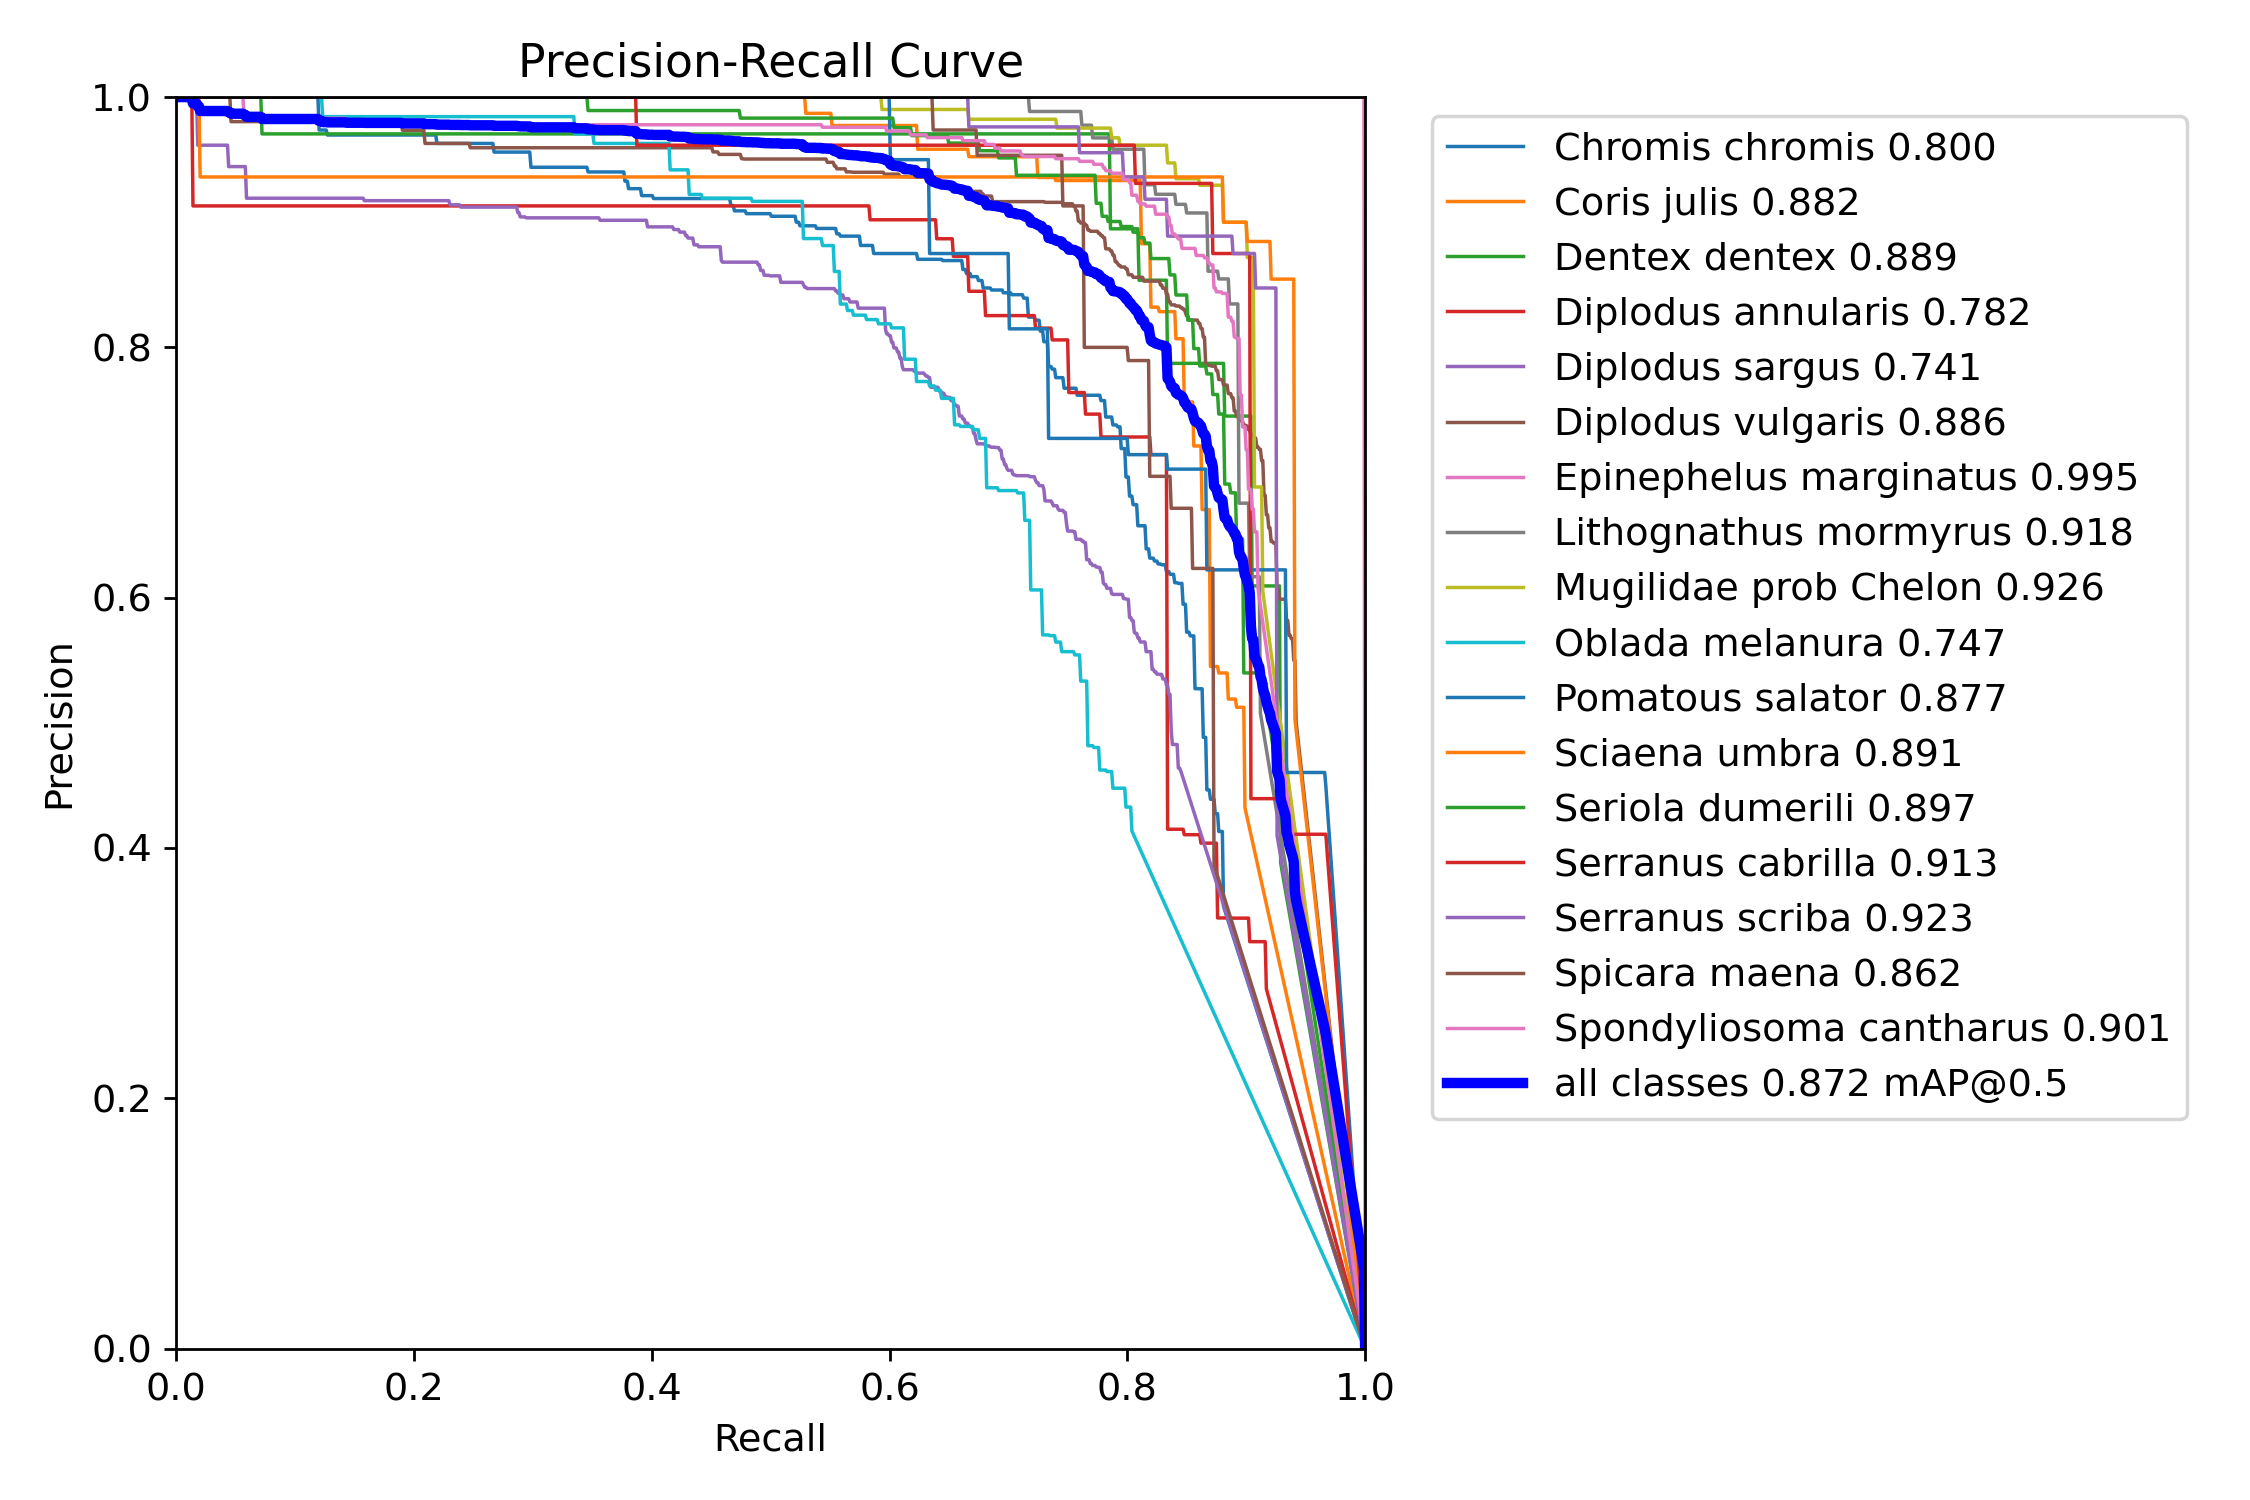 Precision-Recall Curve
1.0
0.8
0.6
0.4
0.2
0.0
Precision
0.0 0.2 0.4 0.6 0.8 1.0
Recall
Chromis chromis 0.800
Coris julis 0.882
Dentex dentex 0.889
Diplodus annularis 0.782
Diplodus sargus 0.741
Diplodus vulgaris 0.886
Epinephelus marginatus 0.995
Lithognathus mormyrus 0.918
Mugilidae prob Chelon 0.926
Oblada melanura 0.747
Pomatous salator 0.877
Sciaena umbra 0.891
Seriola dumerili 0.897
Serranus cabrilla 0.913
Serranus scriba 0.923
Spicara maena 0.862
Spondyliosoma cantharus 0.901
all classes 0.872 mAP@0.5